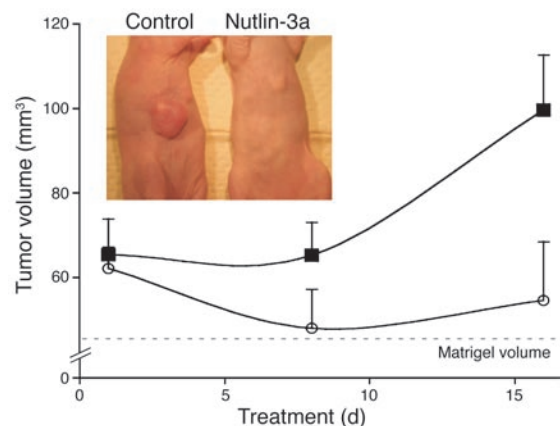 Control Nutlin-3a
120
100
80
60
0
Tumor volume (mm³)
Matrigel volume
0 5 10 15
Treatment (d)